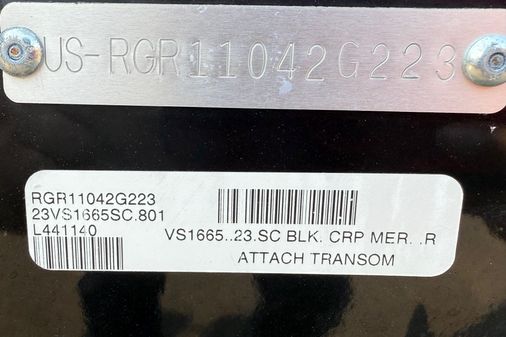 US-RGR11042G223
RGR11042G223
23VS1665SC.801
L441140
VS1665..23.SC BLK. CRP MER. .R
ATTACH TRANSOM